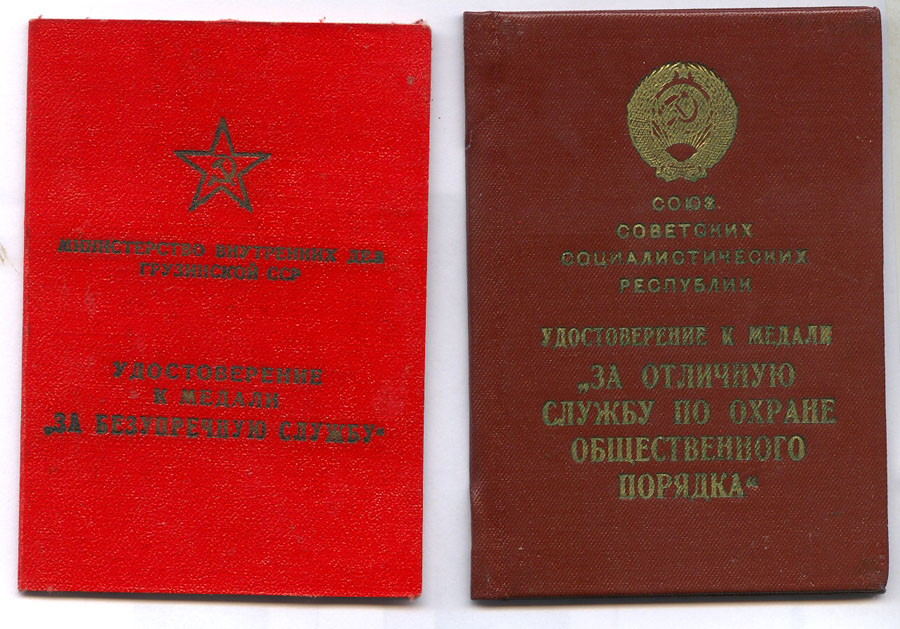 МИНИСТЕРСТВО ВНУТРЕННИХ ДЕЛ
ГРУЗИНСКОЙ ССР
УДОСТОВЕРЕНИЕ
К МЕДАЛИ
„ЗА БЕЗУПРЕЧНУЮ СЛУЖБУ“
СОЮЗ
СОВЕТСКИХ
СОЦИАЛИСТИЧЕСКИХ
РЕСПУБЛИК
УДОСТОВЕРЕНИЕ К МЕДАЛИ
„ЗА ОТЛИЧНУЮ
СЛУЖБУ ПО ОХРАНЕ
ОБЩЕСТВЕННОГО
ПОРЯДКА“